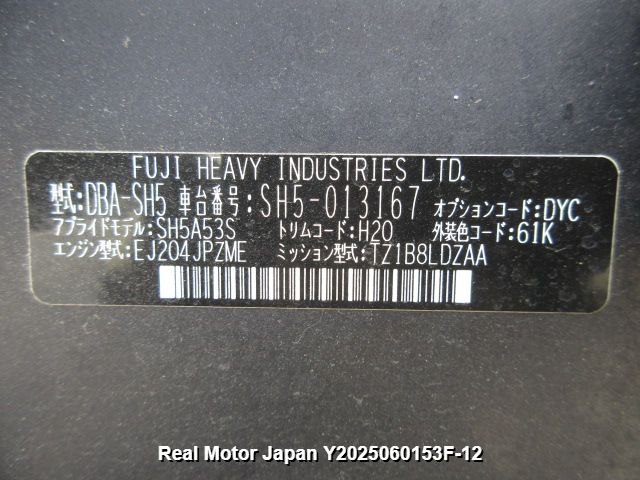 FUJI HEAVY INDUSTRIES LTD.
型式:DBA-SH5 車台番号:SH5-013167 オプションコード:DYC
アプライドモデル:SH5A53S トリムコード:H20 外装色コード:61K
エンジン型式:EJ204JPZME ミッション型式:TZ1B8LDZAA
Real Motor Japan Y2025060153F-12